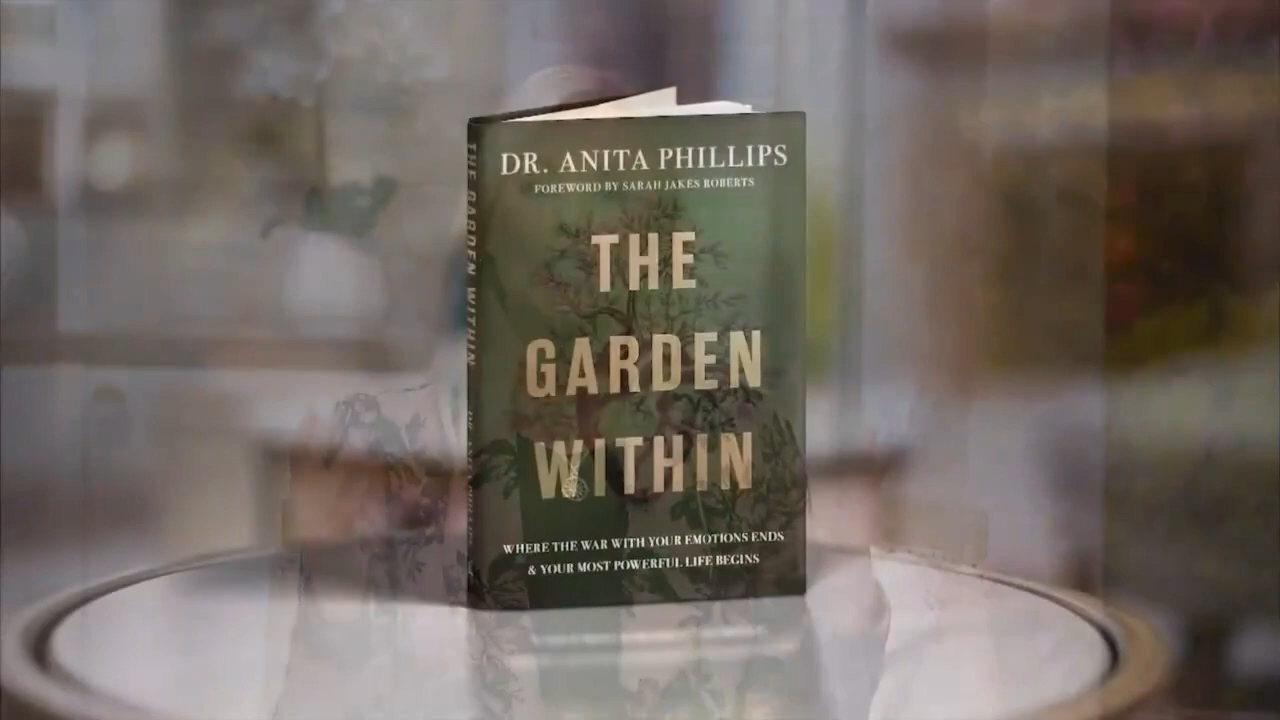 DR. ANITA PHILLIPS
FOREWORD BY SARAH JAKES ROBERTS
THE
GARDEN
WITHIN
WHERE THE WAR WITH YOUR EMOTIONS ENDS
& YOUR MOST POWERFUL LIFE BEGINS
THE GARDEN WITHIN